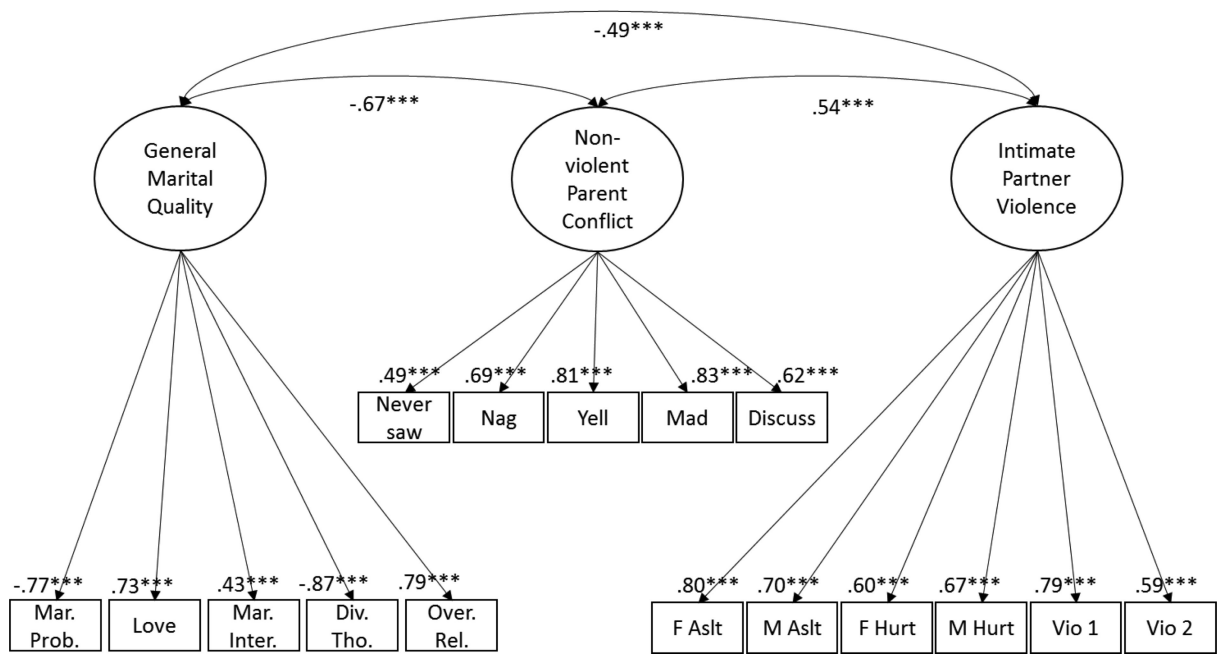 -.49***
-.67***
.54***
General
Marital
Quality
Non-
violent
Parent
Conflict
Intimate
Partner
Violence
.49***
.69***
.81***
.83***
.62***
Never
saw
Nag
Yell
Mad
Discuss
-.77***
.73***
.43***
-.87***
.79***
.80***
.70***
.60***
.67***
.79***
.59***
Mar.
Prob.
Love
Mar.
Inter.
Div.
Tho.
Over.
Rel.
F Aslt
M Aslt
F Hurt
M Hurt
Vio 1
Vio 2